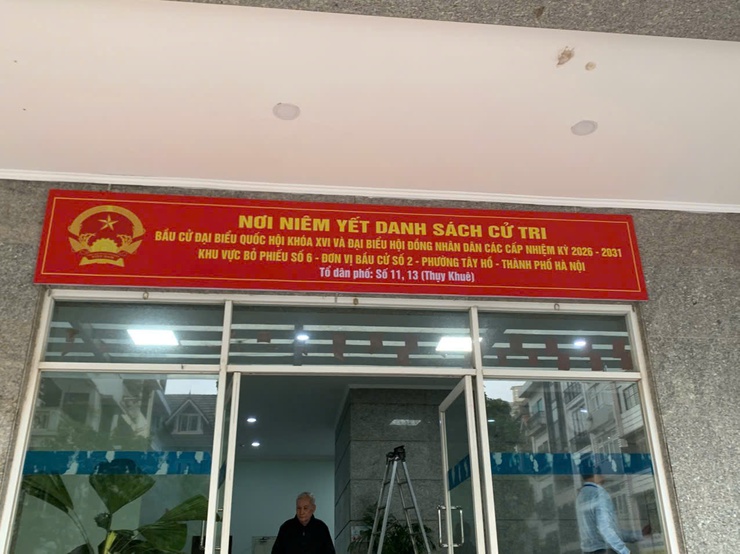 NƠI NIÊM YẾT DANH SÁCH CỬ TRI
BẦU CỬ ĐẠI BIỂU QUỐC HỘI KHÓA XVI VÀ ĐẠI BIỂU HỘI ĐỒNG NHÂN DÂN CÁC CẤP NHIỆM KỲ 2026 - 2031
KHU VỰC BỎ PHIẾU SỐ 6 - ĐƠN VỊ BẦU CỬ SỐ 2 - PHƯỜNG TÂY HỒ - THÀNH PHỐ HÀ NỘI
Tổ dân phố: Số 11, 13 (Thụy Khuê)